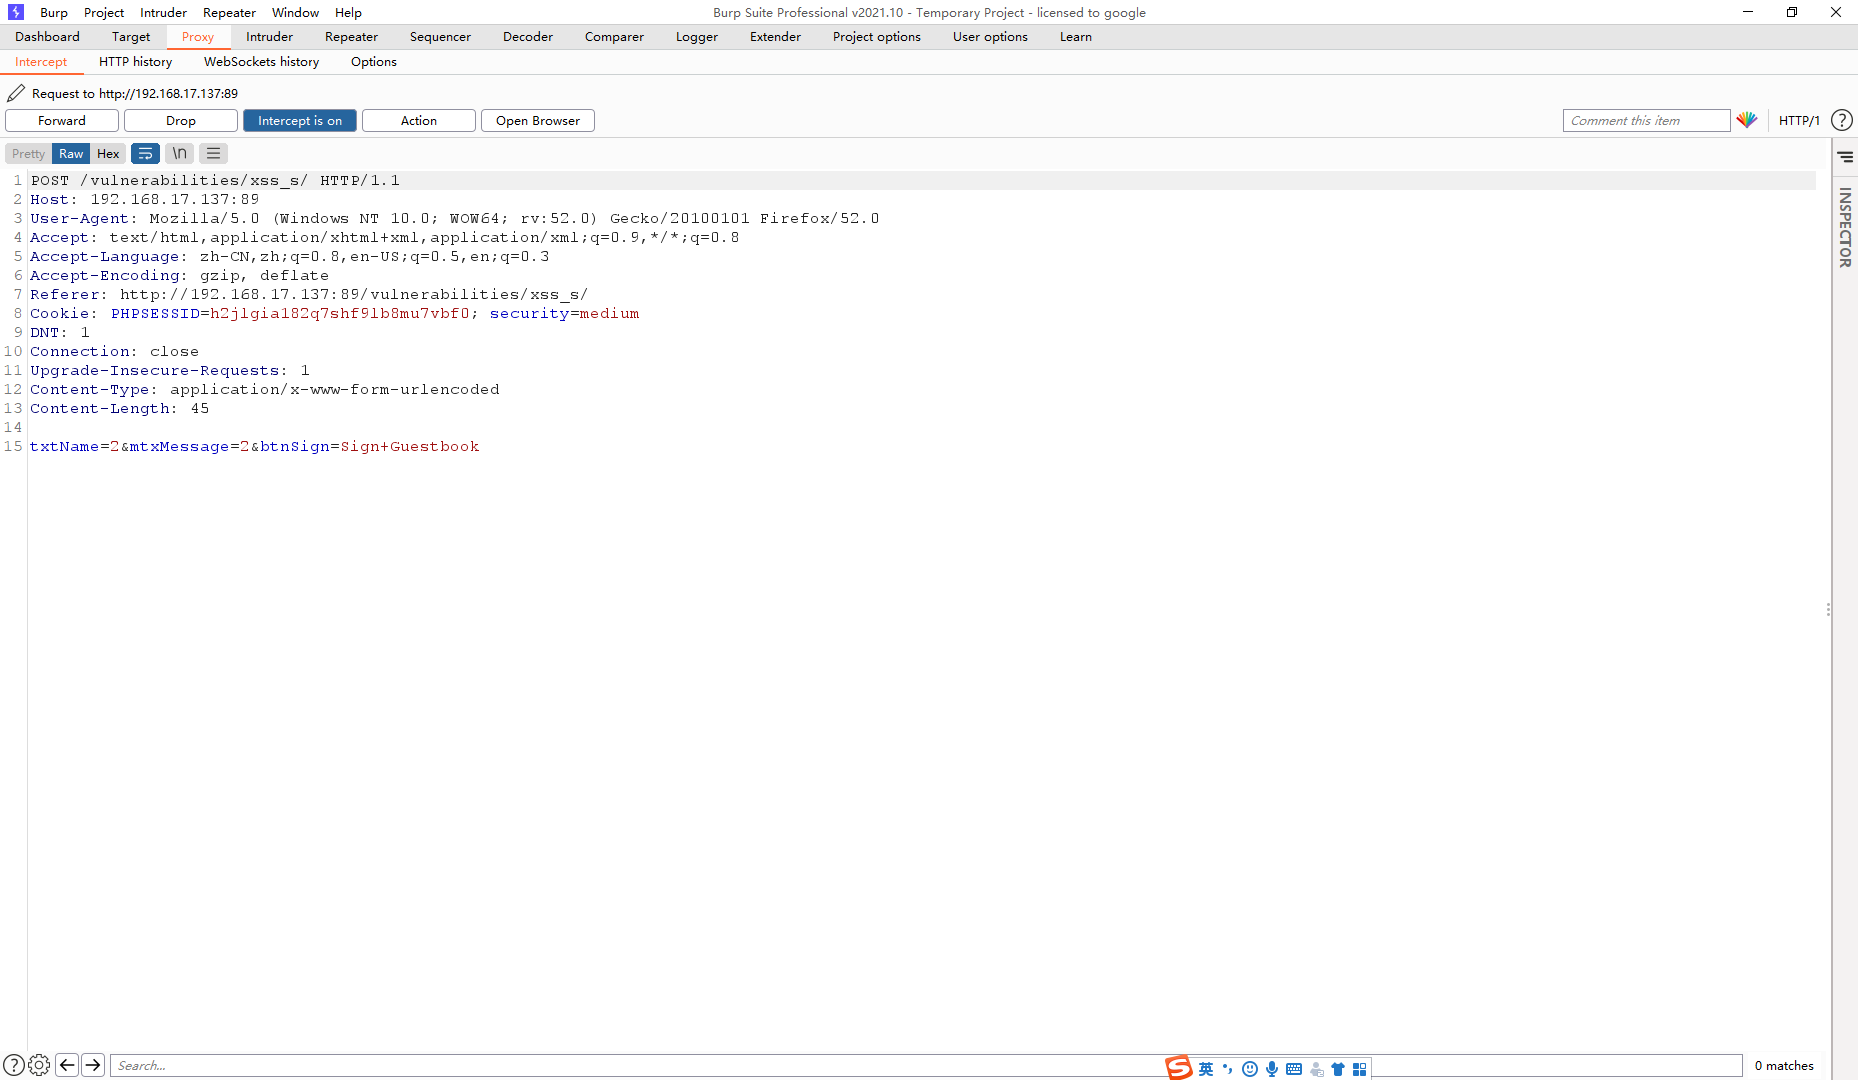 Burp Project Intruder Repeater Window Help
Burp Suite Professional v2021.10 - Temporary Project - licensed to google
Dashboard Target Proxy Intruder Repeater Sequencer Decoder Comparer Logger Extender Project options User options Learn
Intercept HTTP history WebSockets history Options
Request to http://192.168.17.137:89
Forward Drop Intercept is on Action Open Browser Comment this item HTTP/1 ?
Pretty Raw Hex \n
INSPECTOR
1 POST /vulnerabilities/xss_s/ HTTP/1.1
2 Host: 192.168.17.137:89
3 User-Agent: Mozilla/5.0 (Windows NT 10.0; WOW64; rv:52.0) Gecko/20100101 Firefox/52.0
4 Accept: text/html,application/xhtml+xml,application/xml;q=0.9,*/*;q=0.8
5 Accept-Language: zh-CN,zh;q=0.8,en-US;q=0.5,en;q=0.3
6 Accept-Encoding: gzip, deflate
7 Referer: http://192.168.17.137:89/vulnerabilities/xss_s/
8 Cookie: PHPSESSID=h2jlgia182q7shf9lb8mu7vbf0; security=medium
9 DNT: 1
10 Connection: close
11 Upgrade-Insecure-Requests: 1
12 Content-Type: application/x-www-form-urlencoded
13 Content-Length: 45
14
15 txtName=2&mtxMessage=2&btnSign=Sign+Guestbook
? Search... 0 matches
S 英